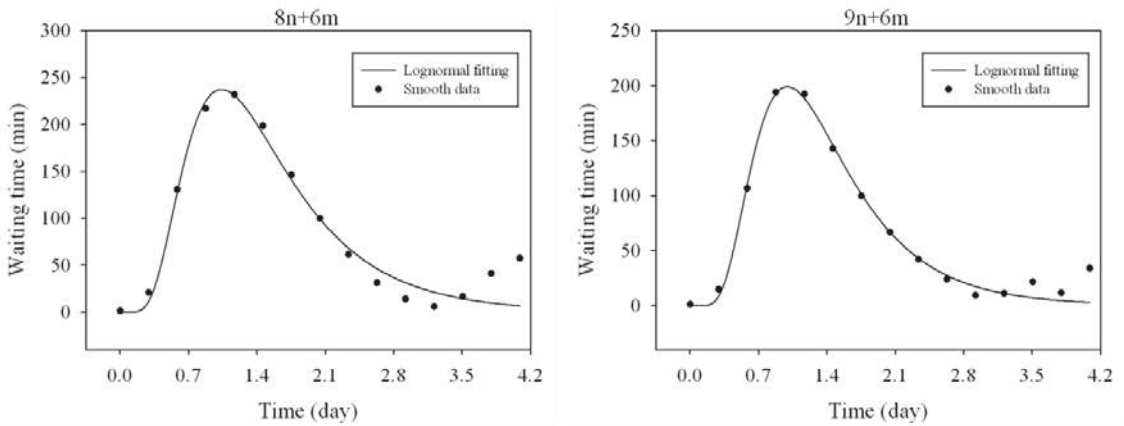 8n+6m
300
250
200
150
100
50
0
Waiting time (min)
Lognormal fitting
Smooth data
0.0 0.7 1.4 2.1 2.8 3.5 4.2
Time (day)
9n+6m
250
200
150
100
50
0
Waiting time (min)
Lognormal fitting
Smooth data
0.0 0.7 1.4 2.1 2.8 3.5 4.2
Time (day)